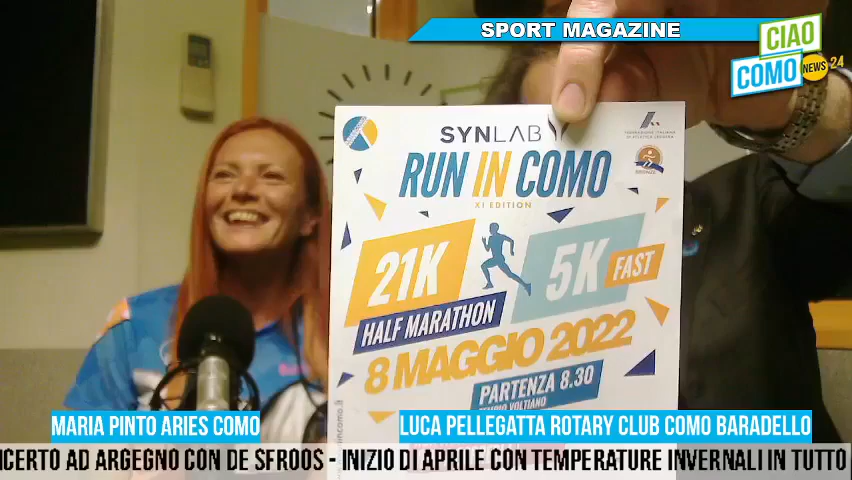 SPORT MAGAZINE
CIAO
COMO
NEWS 24
SYNLAB
RUN IN COMO
XI EDITION
21K
HALF MARATHON
5K
FAST
8 MAGGIO 2022
PARTENZA 8.30
TEMPIO VOLTIANO
MARIA PINTO ARIES COMO
LUCA PELLEGATTA ROTARY CLUB COMO BARADELLO
NCERTO AD ARGEGNO CON DE SFROOS - INIZIO DI APRILE CON TEMPERATURE INVERNALI IN TUTTO